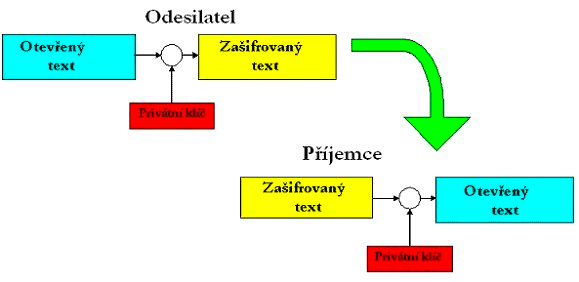 Odesilatel
Otevřený
text
Zašifrovaný
text
Privátní klíč
Příjemce
Zašifrovaný
text
Otevřený
text
Privátní klíč